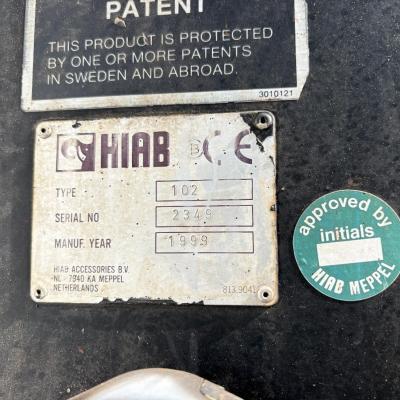 PATENT
THIS PRODUCT IS PROTECTED
BY ONE OR MORE PATENTS
IN SWEDEN AND ABROAD.
3010121
HIAB CE
TYPE 102
SERIAL NO 2349
MANUF. YEAR 1999
HIAB ACCESSORIES B.V.
NL - 7940 KA MEPPEL
NETHERLANDS
813.9041
approved by
initials
HIAB MEPPEL